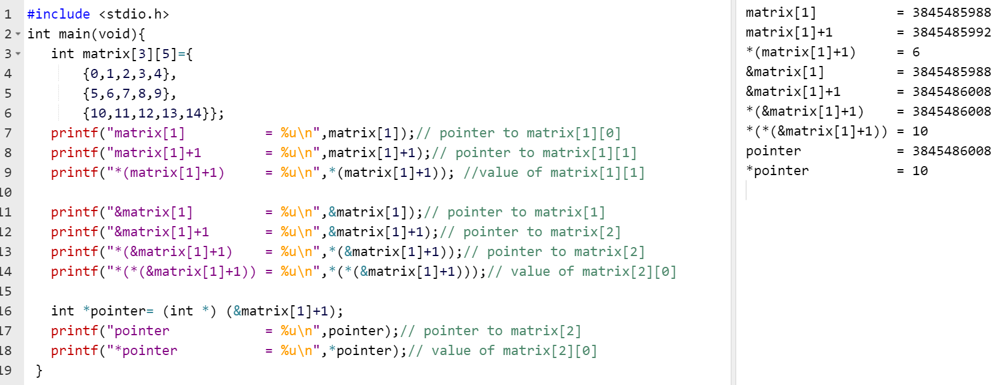 1 #include <stdio.h>
2 int main(void){
3    int matrix[3][5]={
4        {0,1,2,3,4},
5        {5,6,7,8,9},
6        {10,11,12,13,14}};
7    printf("matrix[1]          = %u\n",matrix[1]);// pointer to matrix[1][0]
8    printf("matrix[1]+1        = %u\n",matrix[1]+1);// pointer to matrix[1][1]
9    printf("*(matrix[1]+1)     = %u\n",*(matrix[1]+1)); //value of matrix[1][1]
10
11    printf("&matrix[1]         = %u\n",&matrix[1]);// pointer to matrix[1]
12    printf("&matrix[1]+1       = %u\n",&matrix[1]+1);// pointer to matrix[2]
13    printf("*(&matrix[1]+1)    = %u\n",*(&matrix[1]+1));// pointer to matrix[2]
14    printf("*(*(&matrix[1]+1)) = %u\n",*(*(&matrix[1]+1)));// value of matrix[2][0]
15
16    int *pointer= (int *) (&matrix[1]+1);
17    printf("pointer            = %u\n",pointer);// pointer to matrix[2]
18    printf("*pointer           = %u\n",*pointer);// value of matrix[2][0]
19  }
matrix[1]          = 3845485988
matrix[1]+1        = 3845485992
*(matrix[1]+1)     = 6
&matrix[1]         = 3845485988
&matrix[1]+1       = 3845486008
*(&matrix[1]+1)    = 3845486008
*(*(&matrix[1]+1)) = 10
pointer            = 3845486008
*pointer           = 10